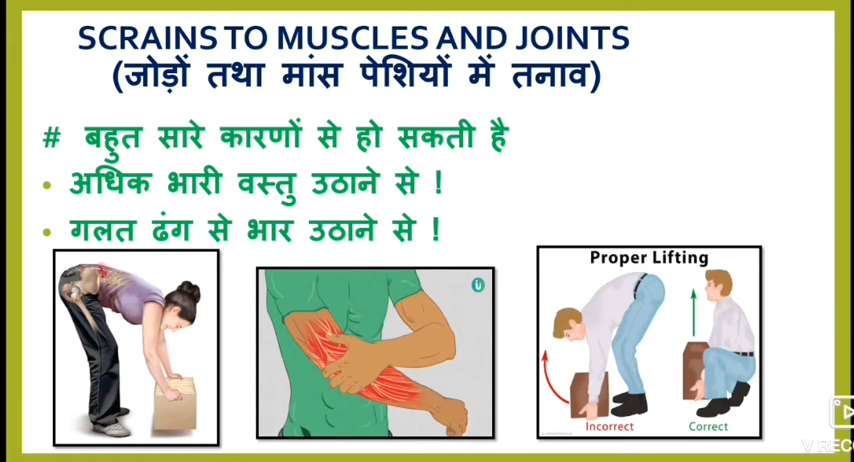 SCRAINS TO MUSCLES AND JOINTS
(जोड़ों तथा मांस पेशियों में तनाव)
# बहुत सारे कारणों से हो सकती है
• अधिक भारी वस्तु उठाने से !
• गलत ढंग से भार उठाने से !
Proper Lifting
Incorrect
Correct
V REC